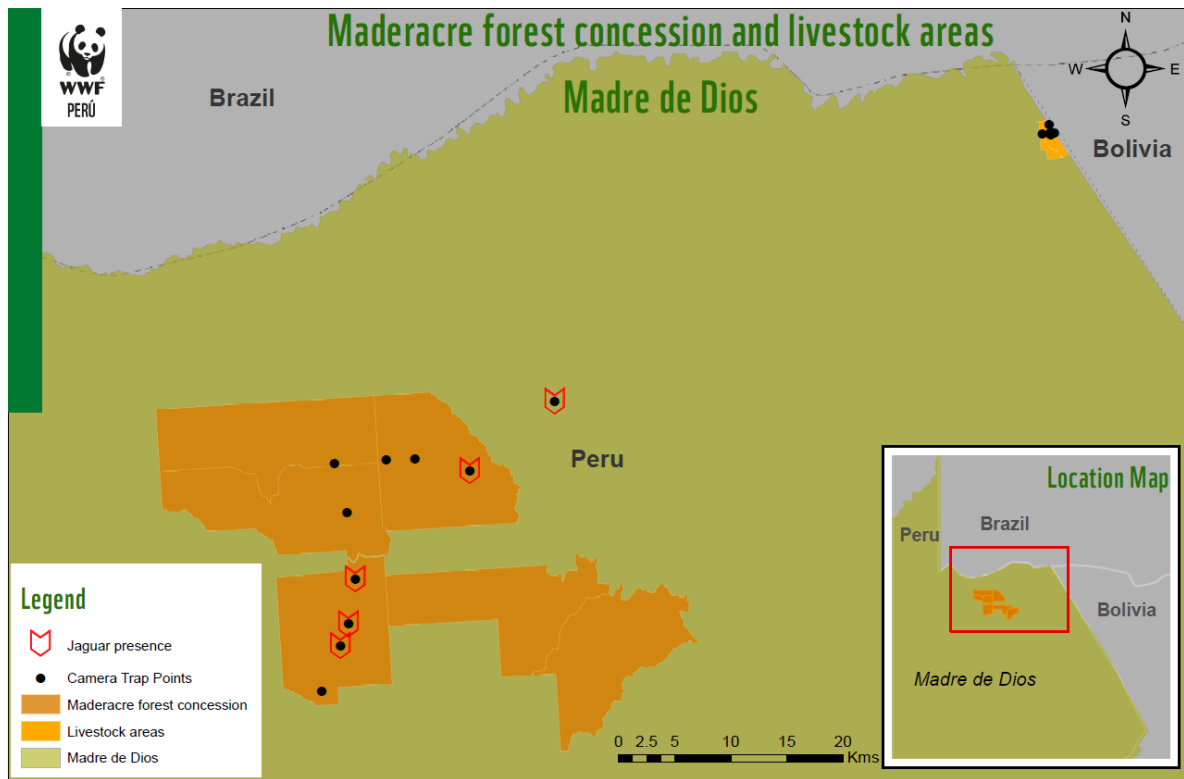 Maderacre forest concession and livestock areas
WWF
PERÚ
Brazil
Madre de Dios
N
W
E
S
Bolivia
Peru
Legend
Jaguar presence
Camera Trap Points
Maderacre forest concession
Livestock areas
Madre de Dios
0 2.5 5 10 15 20
Kms
Location Map
Peru
Brazil
Bolivia
Madre de Dios